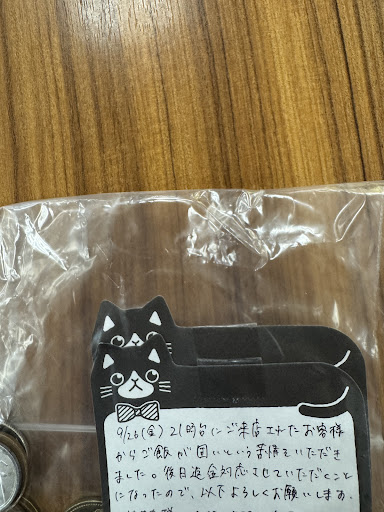 9/26(金) 21時台にご来店されたお客様
からご飯が固いという苦情をいただき
ました。後日返金対応させていただくこと
になったので、以下よろしくお願いします。